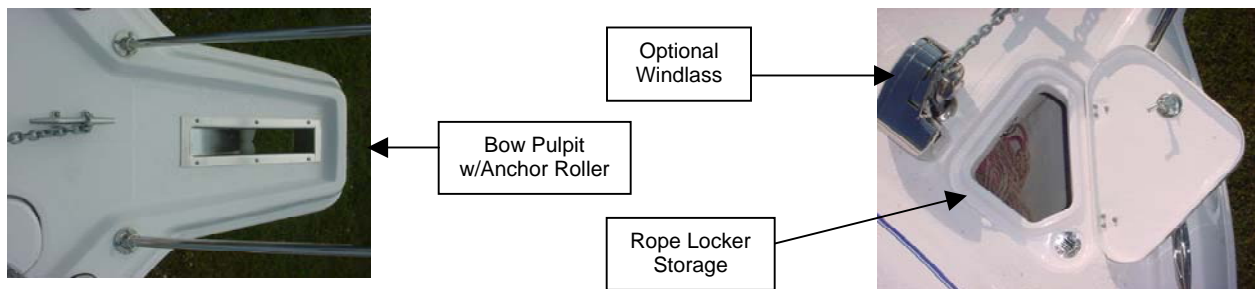 Optional
Windlass
Bow Pulpit
w/Anchor Roller
Rope Locker
Storage